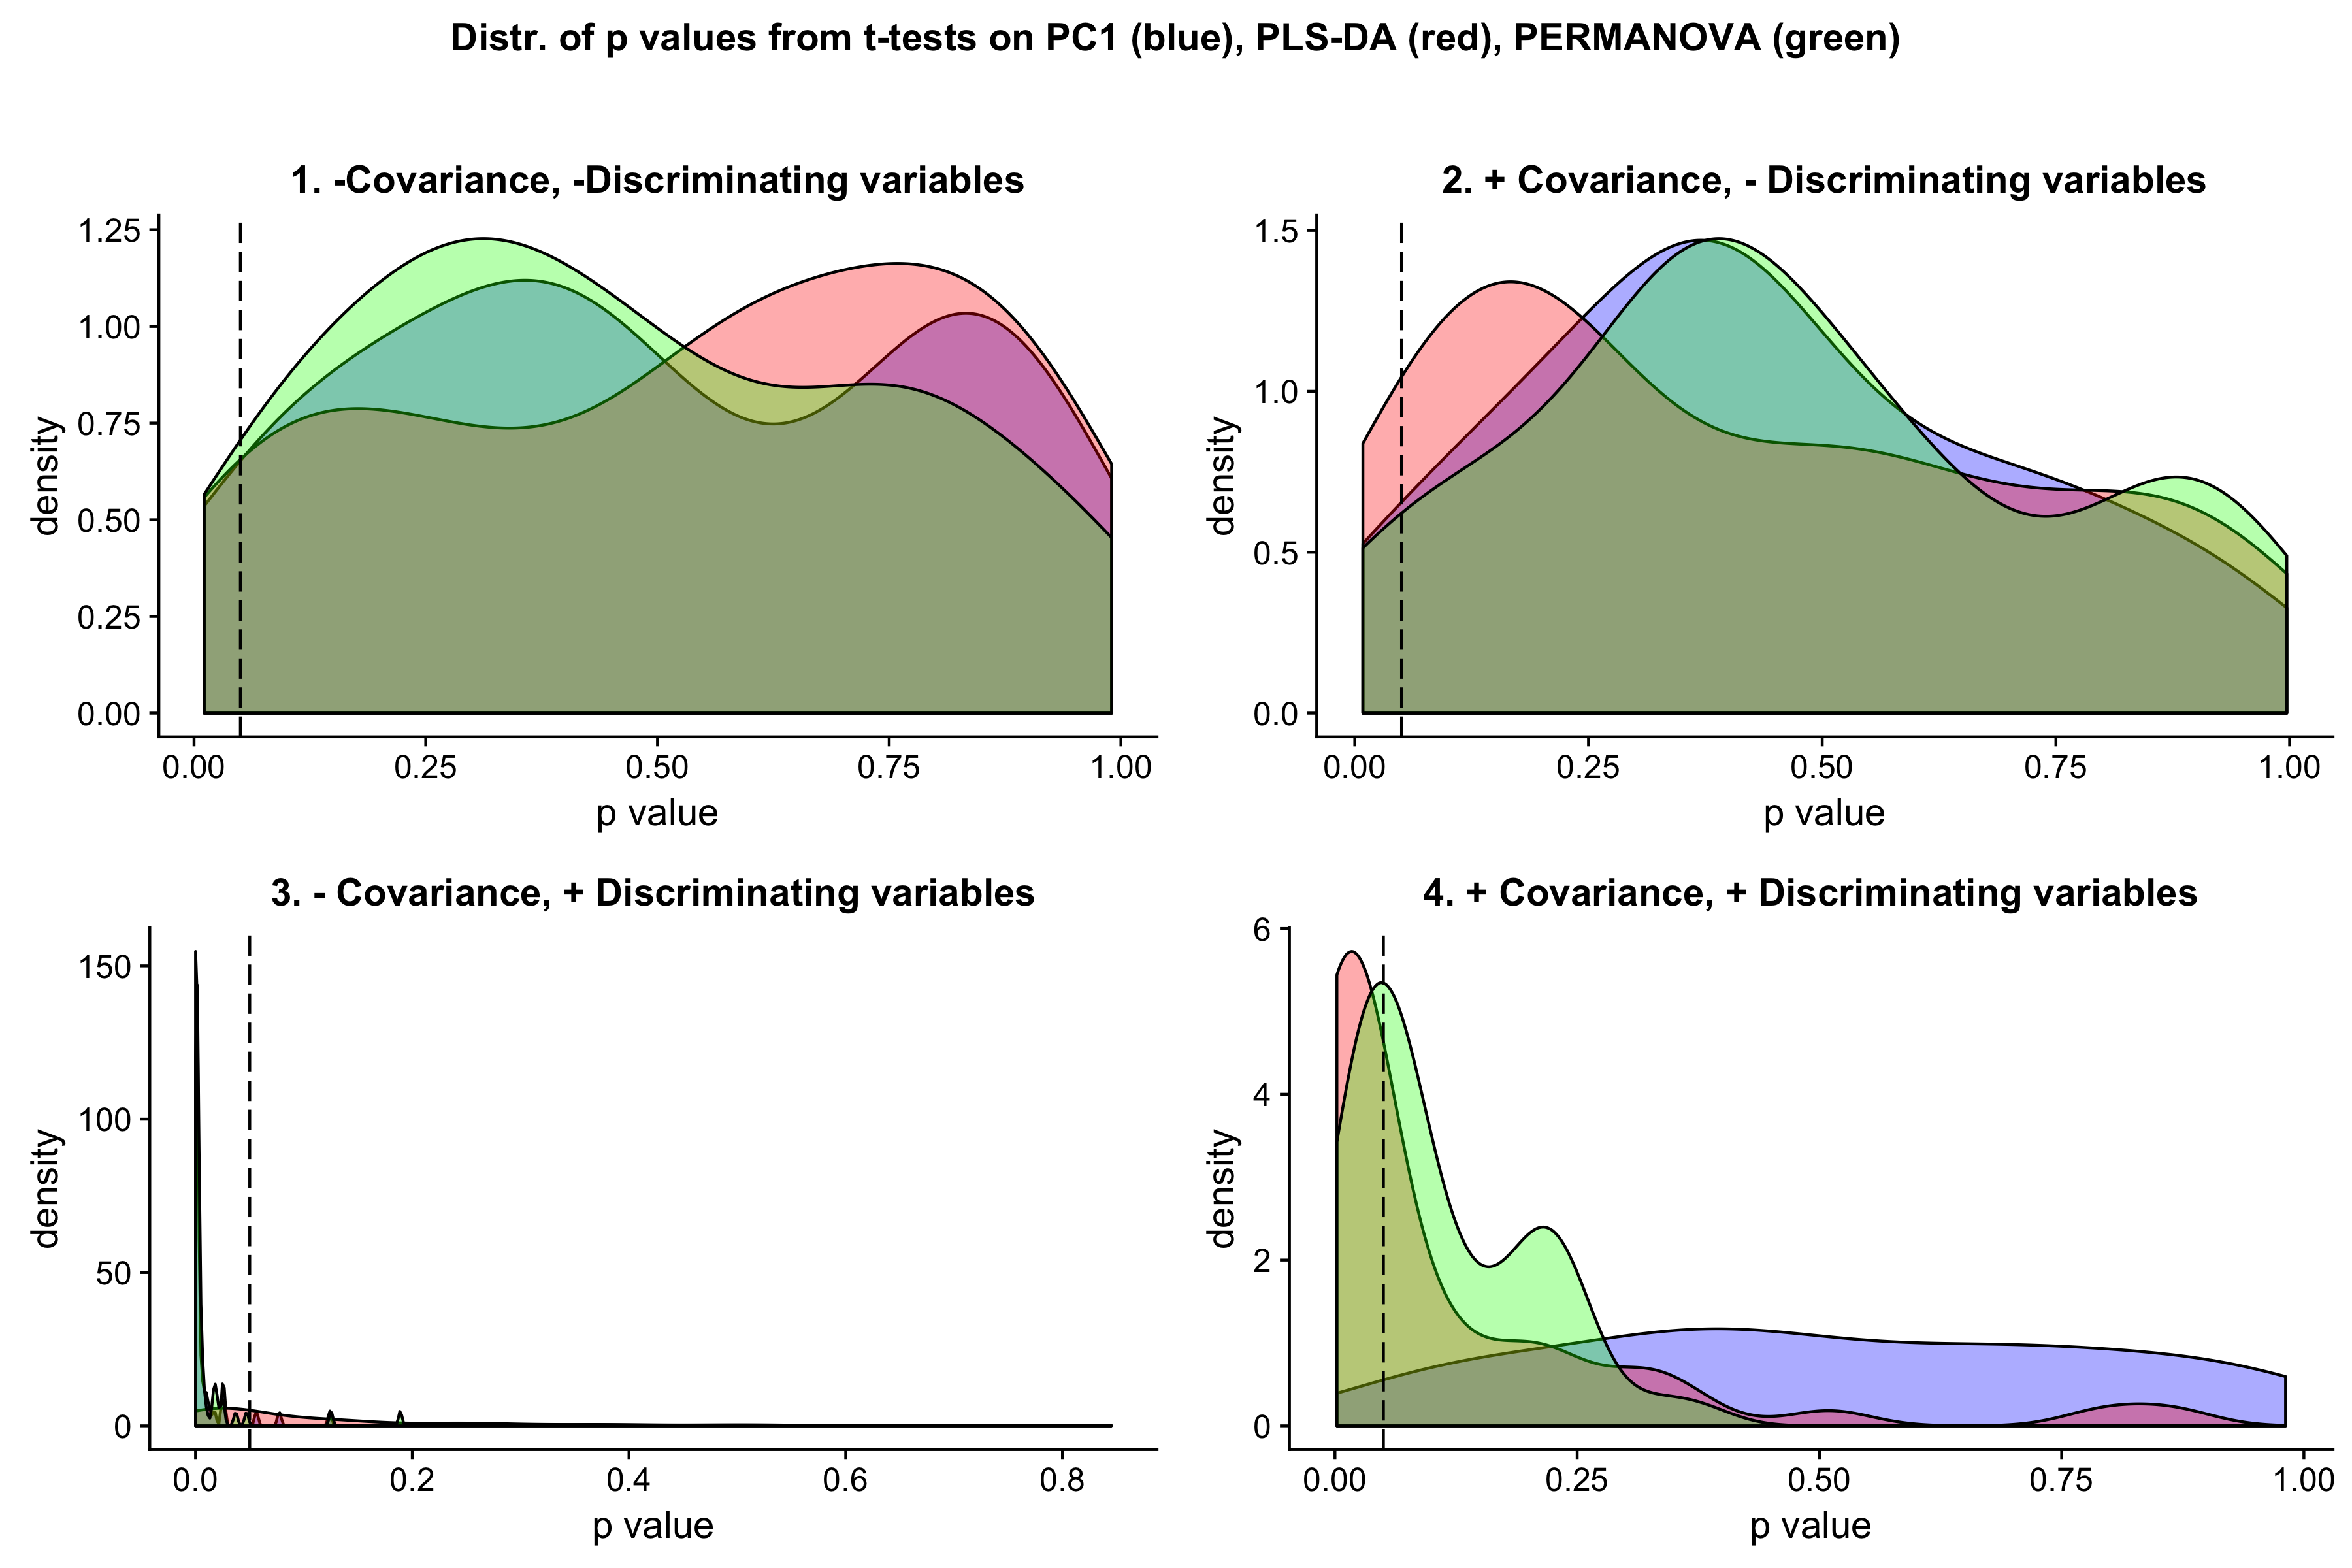 Distr. of p values from t-tests on PC1 (blue), PLS-DA (red), PERMANOVA (green)
1. -Covariance, -Discriminating variables
1.25
1.00
0.75
0.50
0.25
0.00
density
0.00 0.25 0.50 0.75 1.00
p value
2. + Covariance, - Discriminating variables
1.5
1.0
0.5
0.0
density
0.00 0.25 0.50 0.75 1.00
p value
3. - Covariance, + Discriminating variables
150
100
50
0
density
0.0 0.2 0.4 0.6 0.8
p value
4. + Covariance, + Discriminating variables
6
4
2
0
density
0.00 0.25 0.50 0.75 1.00
p value